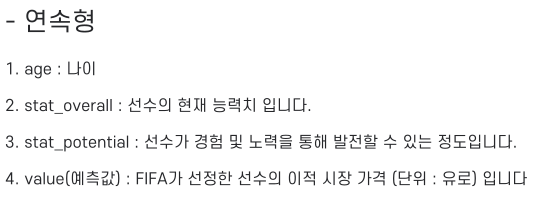 - 연속형
1. age : 나이
2. stat_overall : 선수의 현재 능력치 입니다.
3. stat_potential : 선수가 경험 및 노력을 통해 발전할 수 있는 정도입니다.
4. value(예측값) : FIFA가 선정한 선수의 이적 시장 가격 (단위 : 유로) 입니다